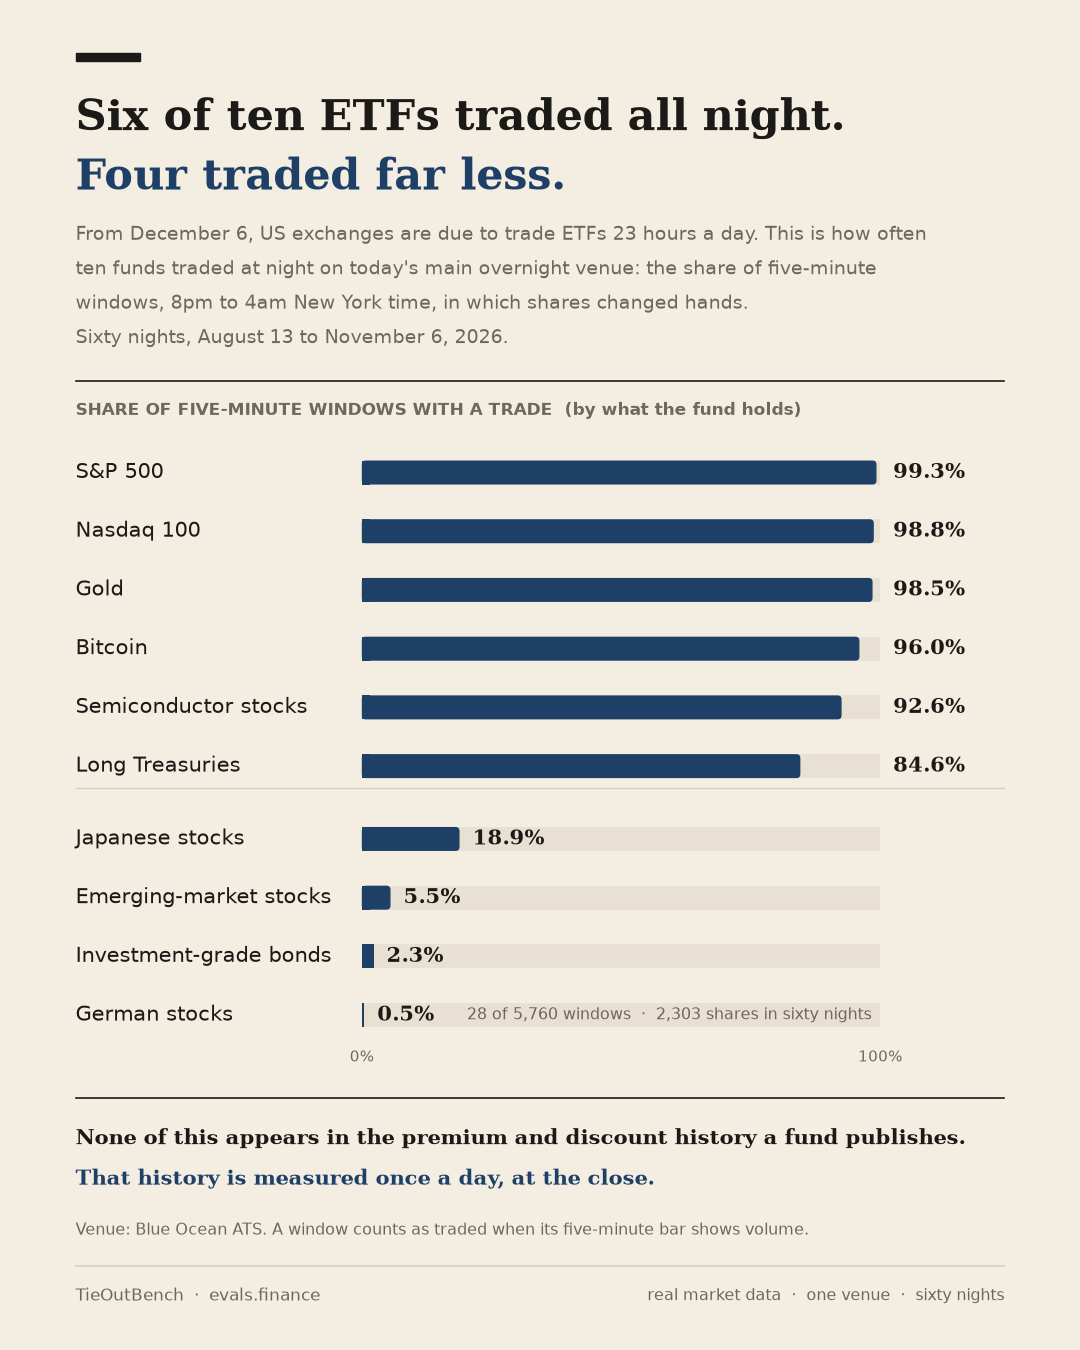 Six of ten ETFs traded all night.
Four traded far less.
From December 6, US exchanges are due to trade ETFs 23 hours a day. This is how often
ten funds traded at night on today's main overnight venue: the share of five-minute
windows, 8pm to 4am New York time, in which shares changed hands.
Sixty nights, August 13 to November 6, 2026.
SHARE OF FIVE-MINUTE WINDOWS WITH A TRADE (by what the fund holds)
S&P 500 99.3%
Nasdaq 100 98.8%
Gold 98.5%
Bitcoin 96.0%
Semiconductor stocks 92.6%
Long Treasuries 84.6%
Japanese stocks 18.9%
Emerging-market stocks 5.5%
Investment-grade bonds 2.3%
German stocks 0.5% 28 of 5,760 windows · 2,303 shares in sixty nights
0% 100%
None of this appears in the premium and discount history a fund publishes.
That history is measured once a day, at the close.
Venue: Blue Ocean ATS. A window counts as traded when its five-minute bar shows volume.
TieOutBench · evals.finance real market data · one venue · sixty nights